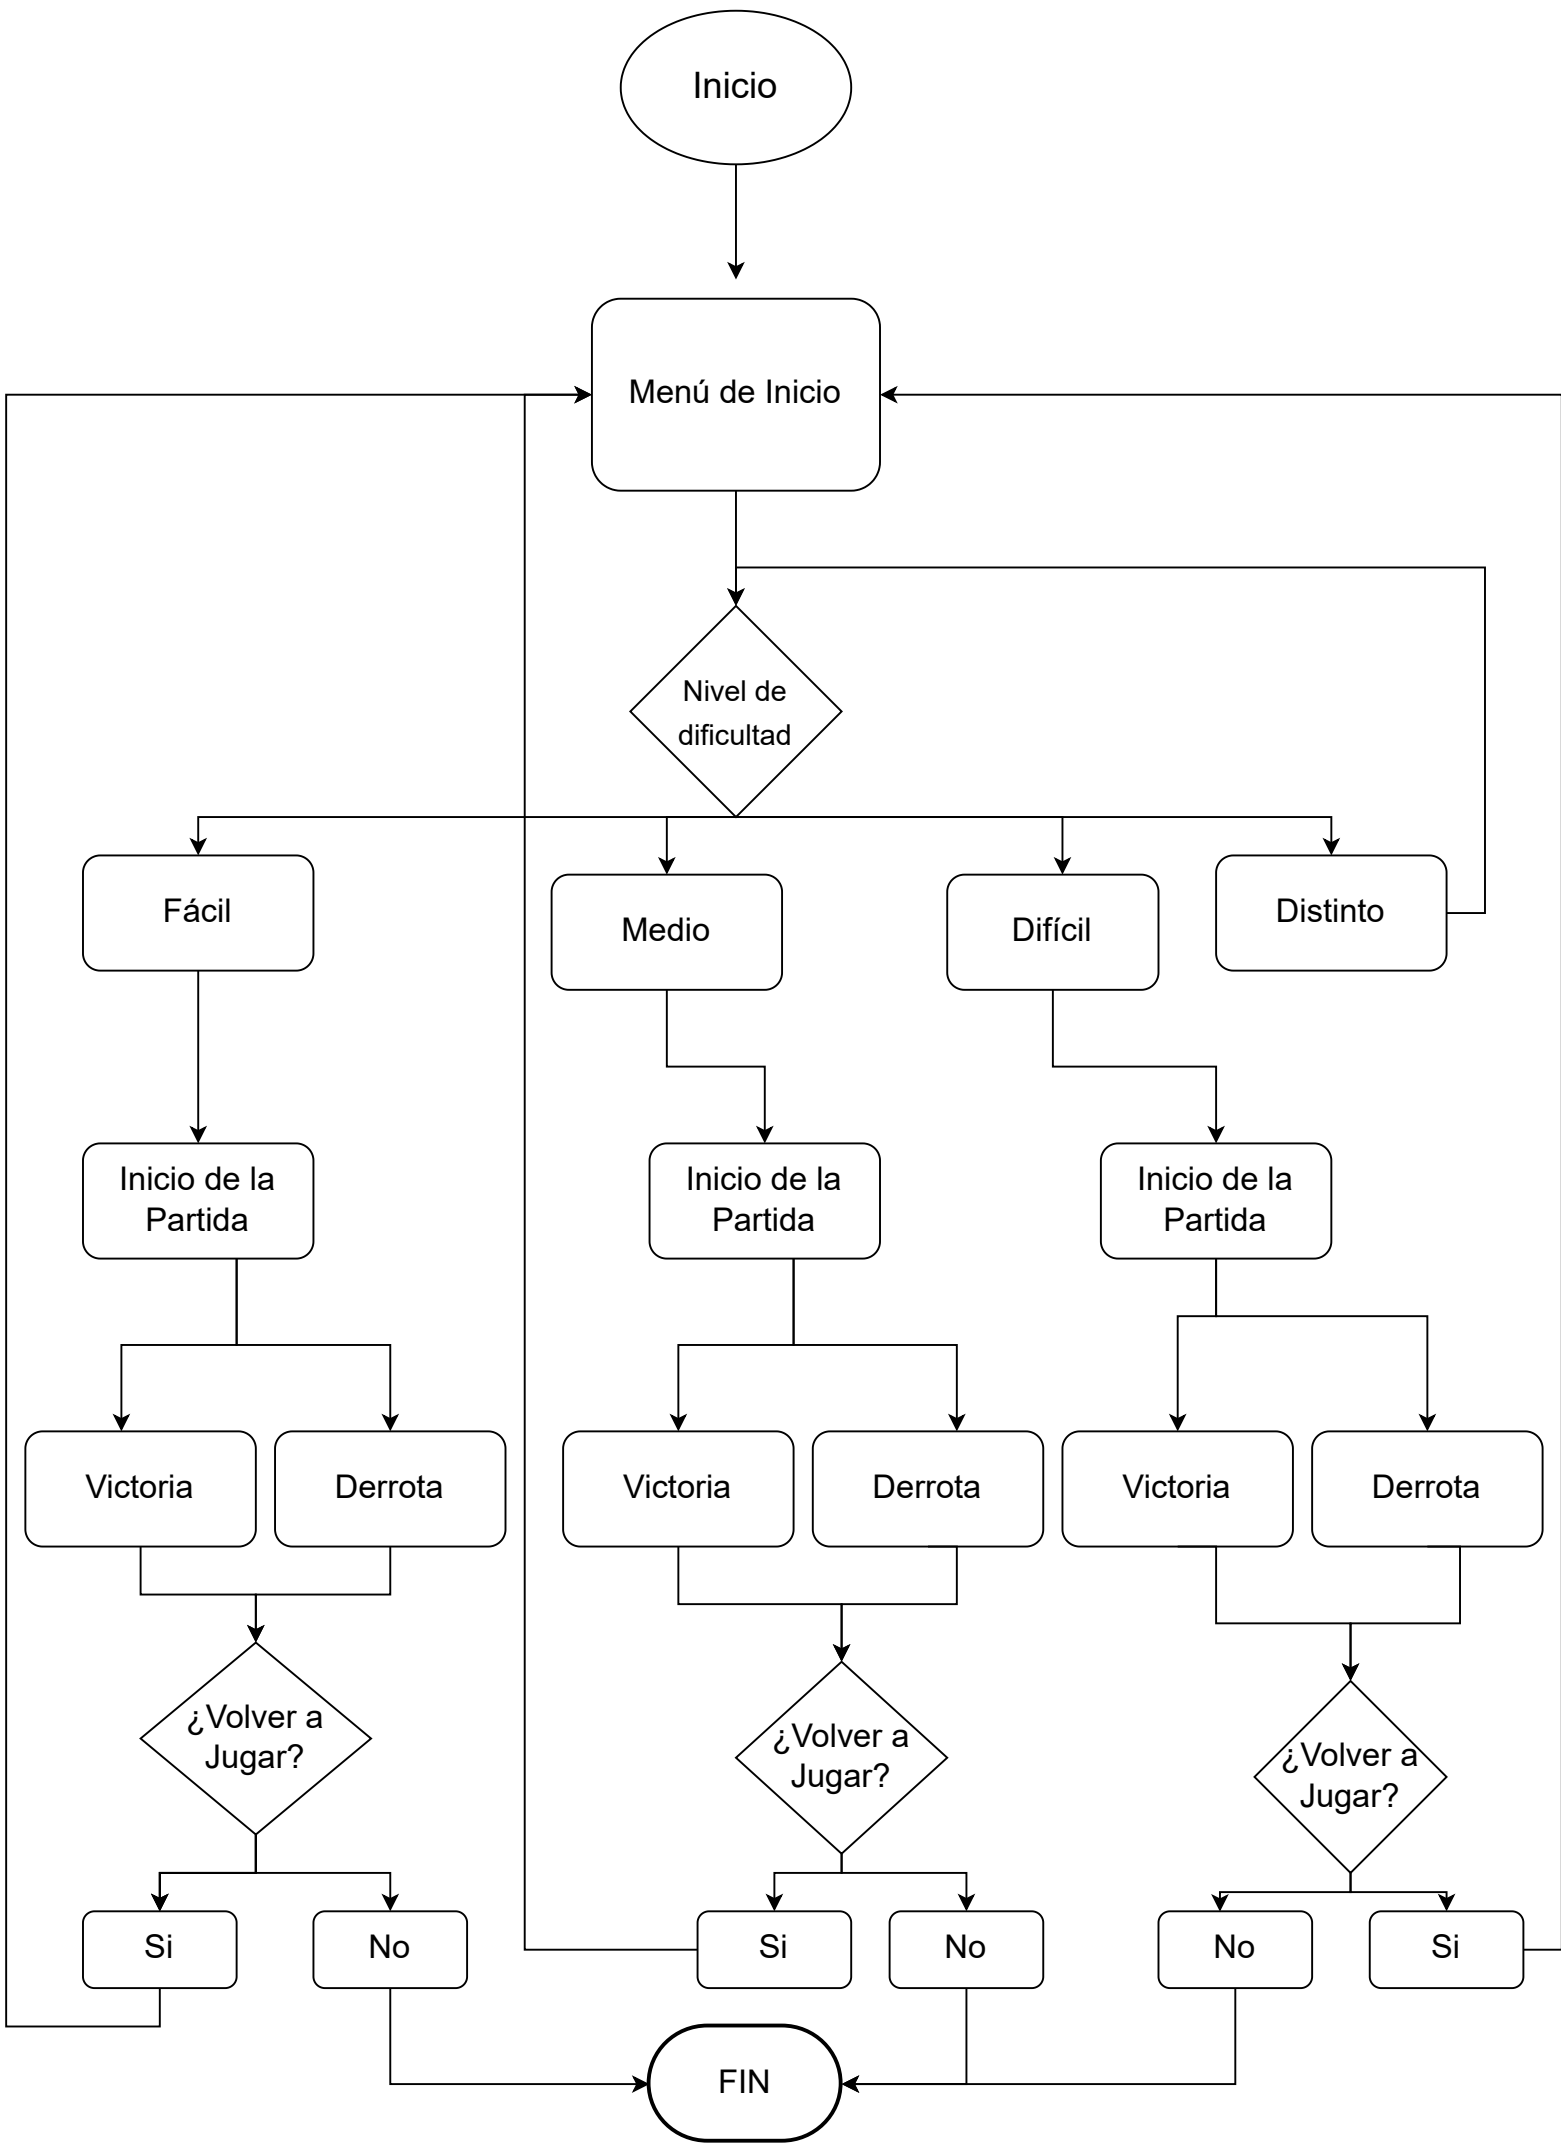 Inicio
Menú de Inicio
Nivel de
dificultad
Fácil
Medio
Difícil
Distinto
Inicio de la
Partida
Inicio de la
Partida
Inicio de la
Partida
Victoria
Derrota
Victoria
Derrota
Victoria
Derrota
¿Volver a
Jugar?
¿Volver a
Jugar?
¿Volver a
Jugar?
Si
No
Si
No
No
Si
FIN